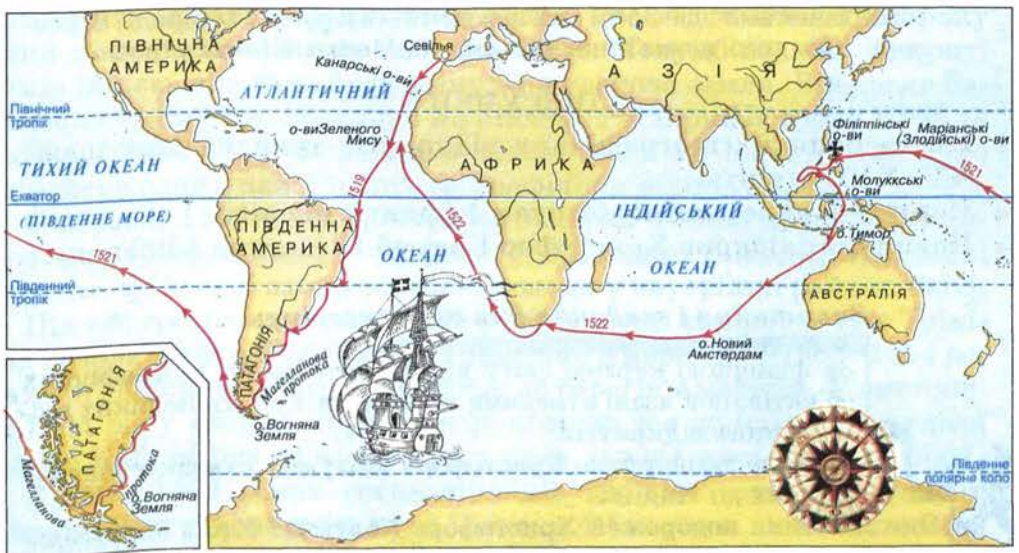 ПІВНІЧНА
АМЕРИКА
Севілья
Канарські о-ви
АТЛАНТИЧНИЙ
А З І Я
Північний
тропік
о-виЗеленого
Мису
Філіппінські
о-ви
Маріанські
(Злодійські) о-ви
ТИХИЙ ОКЕАН
АФРИКА
1521
1519
Молуккські
о-ви
Екватор
(ПІВДЕННЕ МОРЕ)
ПІВДЕННА
АМЕРИКА
1522
ІНДІЙСЬКИЙ
о.Тимор
1521
ОКЕАН
ОКЕАН
Південний
тропік
АВСТРАЛІЯ
1522
о.Новий
Амстердам
ПАТАГОНІЯ
Магелланова
протока
о.Вогняна
Земля
ПАТАГОНІЯ
Магелланова
протока
о.Вогняна
Земля
Південне
полярне коло